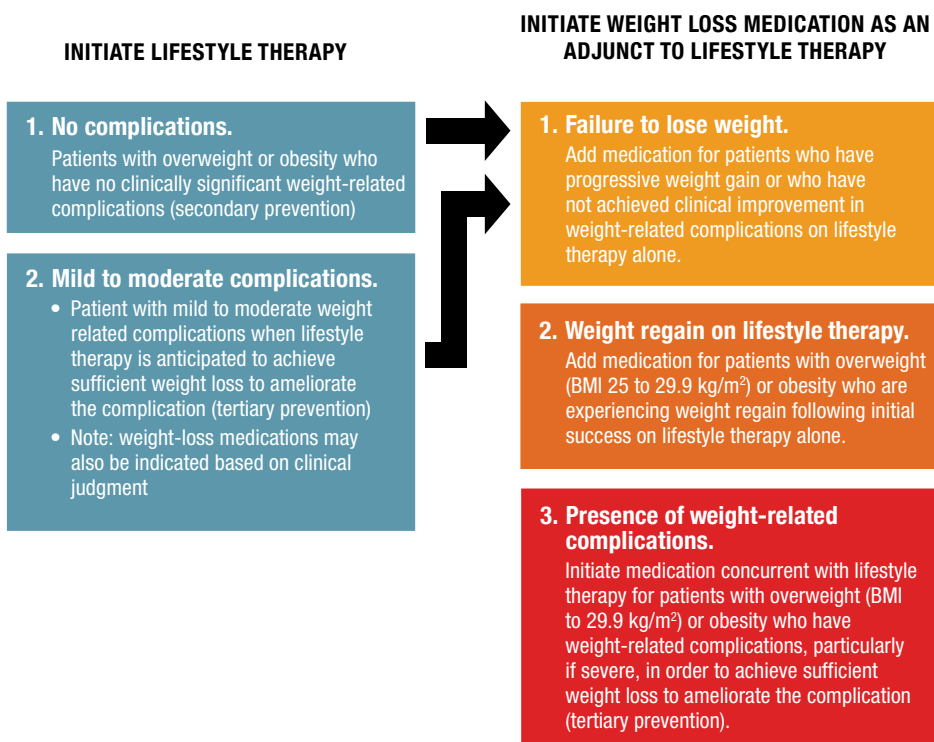 INITIATE LIFESTYLE THERAPY
1. No complications.
Patients with overweight or obesity who
have no clinically significant weight-related
complications (secondary prevention)
2. Mild to moderate complications.
• Patient with mild to moderate weight
related complications when lifestyle
therapy is anticipated to achieve
sufficient weight loss to ameliorate
the complication (tertiary prevention)
• Note: weight-loss medications may
also be indicated based on clinical
judgment
INITIATE WEIGHT LOSS MEDICATION AS AN
ADJUNCT TO LIFESTYLE THERAPY
1. Failure to lose weight.
Add medication for patients who have
progressive weight gain or who have
not achieved clinical improvement in
weight-related complications on lifestyle
therapy alone.
2. Weight regain on lifestyle therapy.
Add medication for patients with overweight
(BMI 25 to 29.9 kg/m²) or obesity who are
experiencing weight regain following initial
success on lifestyle therapy alone.
3. Presence of weight-related
complications.
Initiate medication concurrent with lifestyle
therapy for patients with overweight (BMI
to 29.9 kg/m²) or obesity who have
weight-related complications, particularly
if severe, in order to achieve sufficient
weight loss to ameliorate the complication
(tertiary prevention).